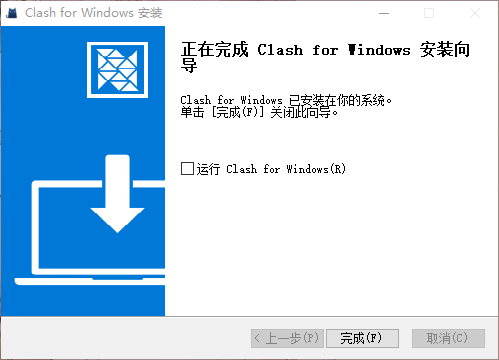 Clash for Windows 安装
正在完成 Clash for Windows 安装向
导
Clash for Windows 已安装在你的系统。
单击 [完成(F)] 关闭此向导。
运行 Clash for Windows(R)
< 上一步(P)
完成(F)
取消(C)